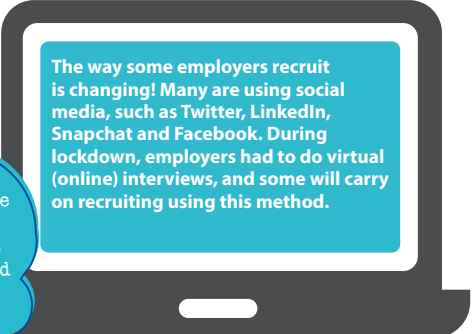 The way some employers recruit
is changing! Many are using social
media, such as Twitter, LinkedIn,
Snapchat and Facebook. During
lockdown, employers had to do virtual
(online) interviews, and some will carry
on recruiting using this method.